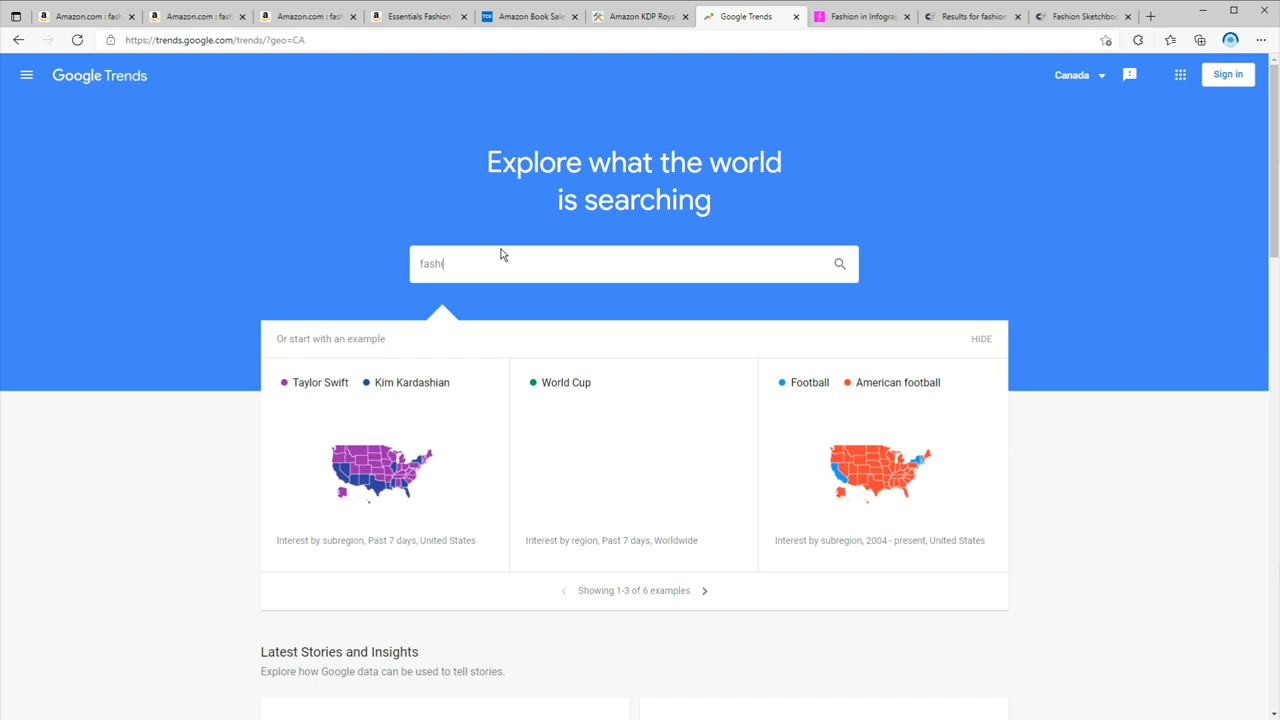 Amazon.com : fash
Amazon.com : fash
Amazon.com : fash
Essentials Fashion
TCK Amazon Book Sale
Amazon KDP Roya
Google Trends
Fashion in Infogra
Results for fashion
Fashion Sketchboo
https://trends.google.com/trends/?geo=CA
Google Trends
Canada
Sign in
Explore what the world
is searching
fashi
Or start with an example
HIDE
Taylor Swift Kim Kardashian
World Cup
Football American football
Interest by subregion, Past 7 days, United States
Interest by region, Past 7 days, Worldwide
Interest by subregion, 2004 - present, United States
Showing 1-3 of 6 examples
Latest Stories and Insights
Explore how Google data can be used to tell stories.